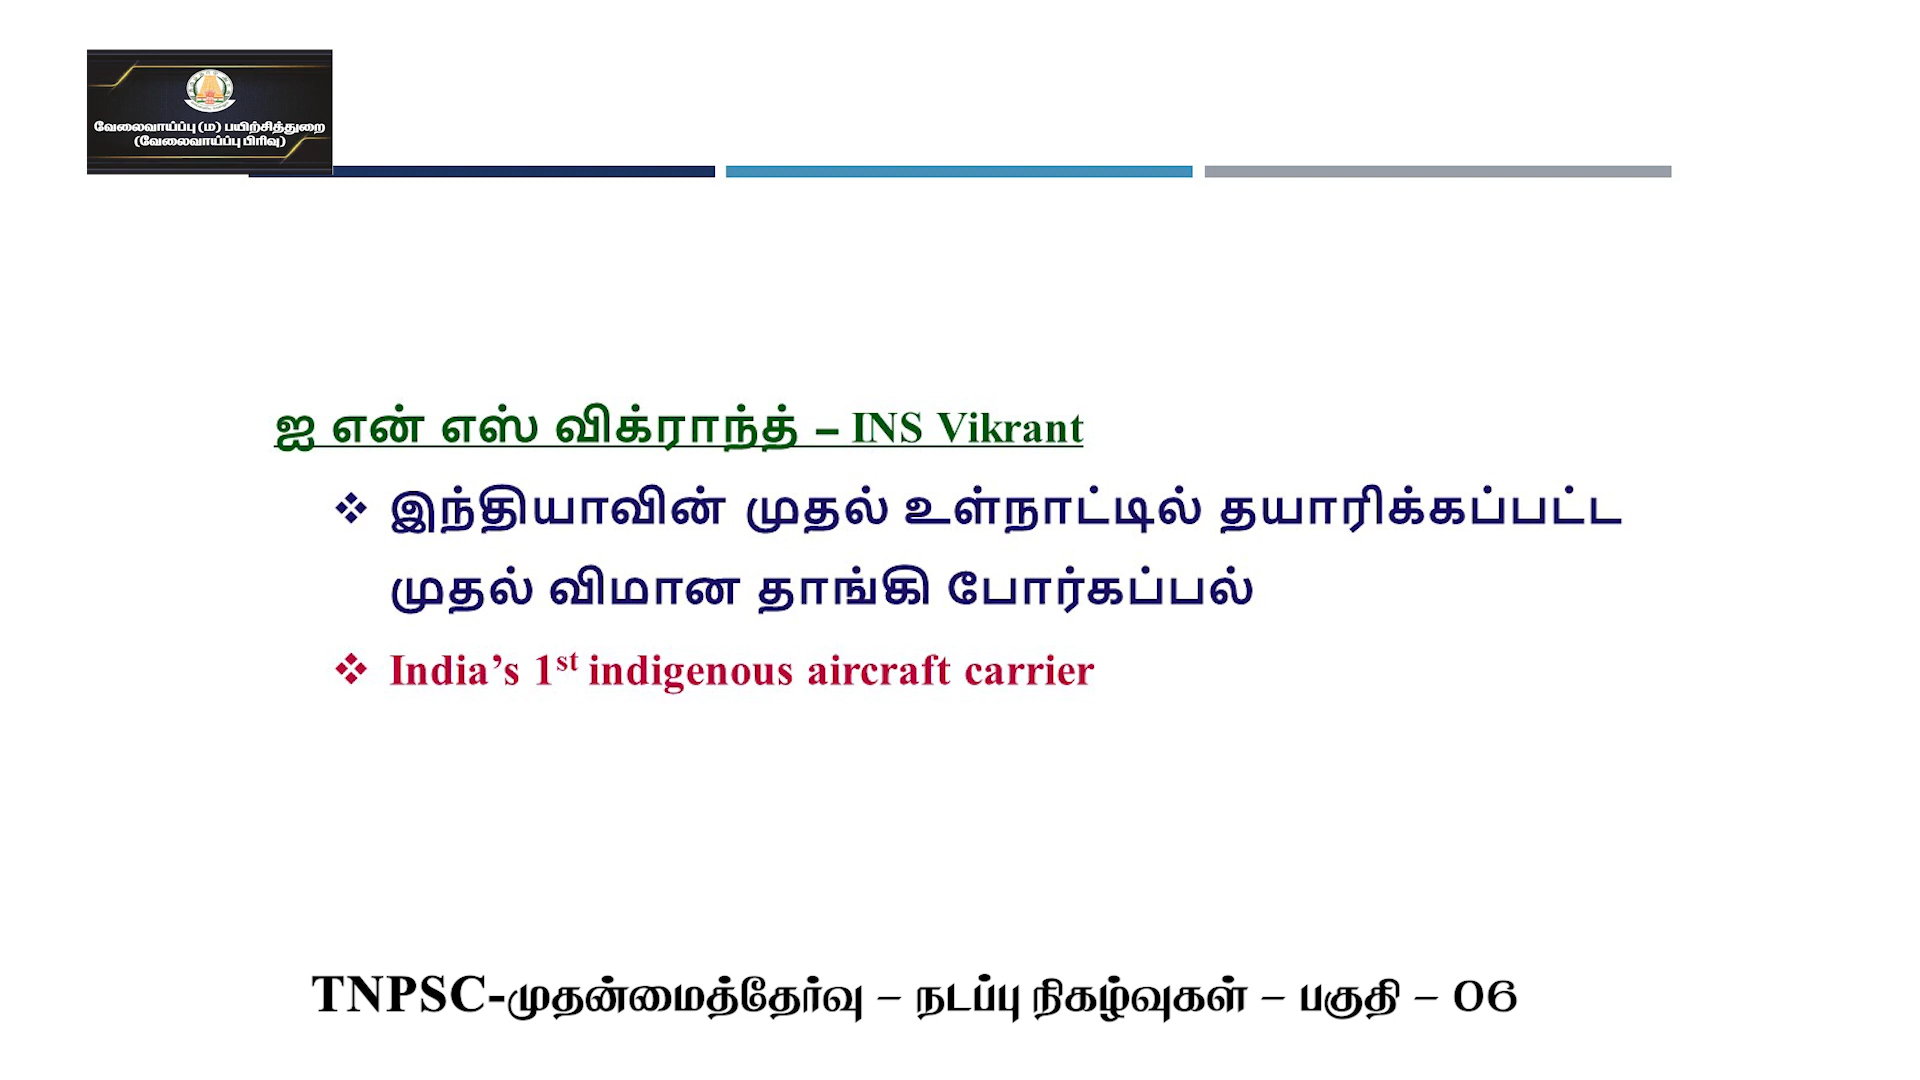 வேலைவாய்ப்பு (ம) பயிற்சித்துறை
(வேலைவாய்ப்பு பிரிவு)
ஐ என் எஸ் விக்ராந்த் – INS Vikrant
❖ இந்தியாவின் முதல் உள்நாட்டில் தயாரிக்கப்பட்ட
முதல் விமான தாங்கி போர்கப்பல்
❖ India’s 1st indigenous aircraft carrier
TNPSC-முதன்மைத்தேர்வு – நடப்பு நிகழ்வுகள் – பகுதி – 06